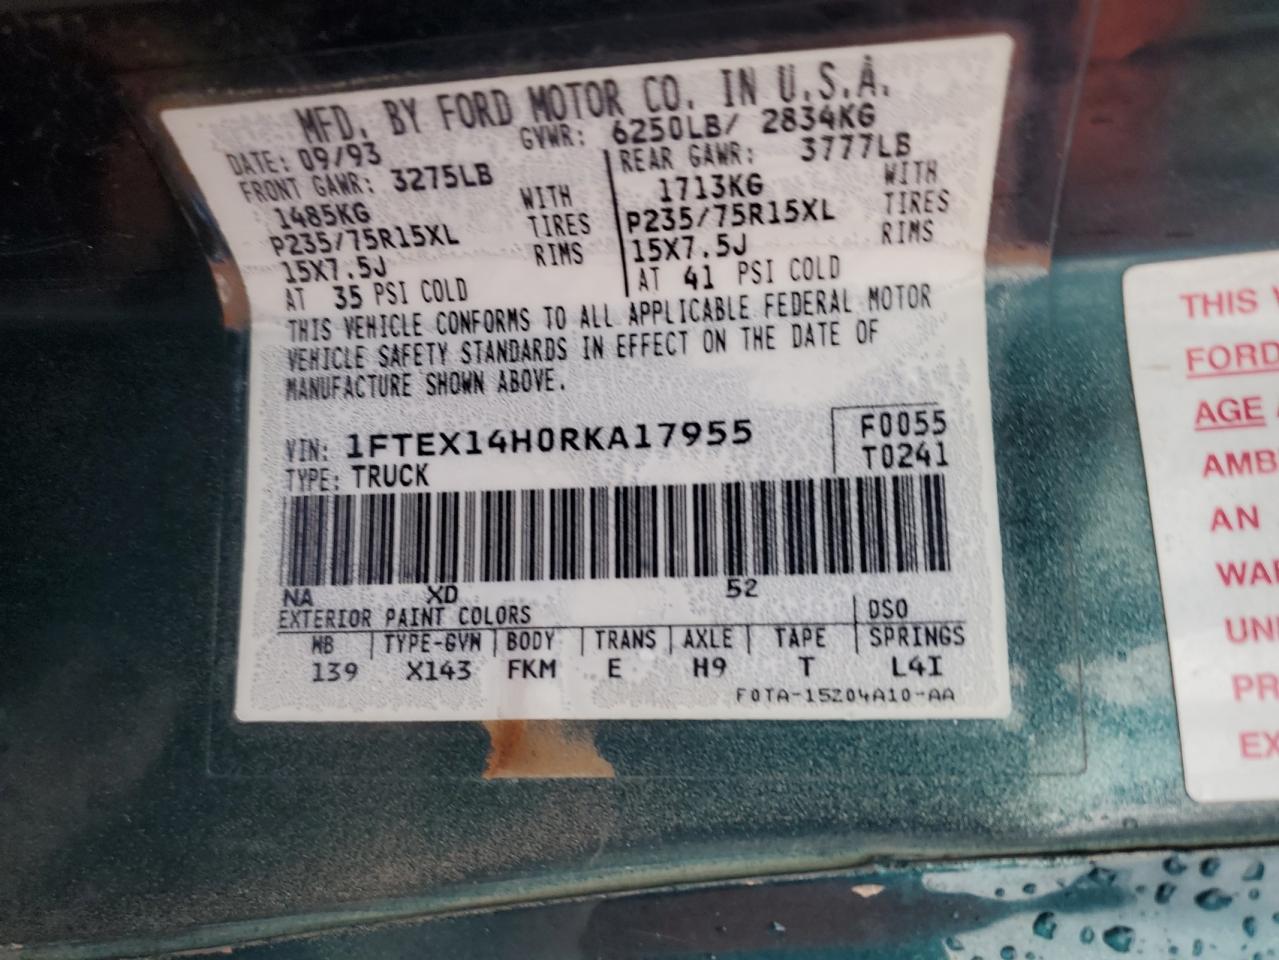 MFD. BY FORD MOTOR CO. IN U.S.A.
DATE: 09/93 GVWR: 6250LB/ 2834KG
FRONT GAWR: 3275LB REAR GAWR: 3777LB
1485KG WITH 1713KG WITH
P235/75R15XL TIRES P235/75R15XL TIRES
15X7.5J RIMS 15X7.5J RIMS
AT 35 PSI COLD AT 41 PSI COLD
THIS VEHICLE CONFORMS TO ALL APPLICABLE FEDERAL MOTOR
VEHICLE SAFETY STANDARDS IN EFFECT ON THE DATE OF
MANUFACTURE SHOWN ABOVE.
VIN: 1FTEX14H0RKA17955 F0055
TYPE: TRUCK T0241
NA XD 52
EXTERIOR PAINT COLORS DSO
WB TYPE-GVW BODY TRANS AXLE TAPE SPRINGS
139 X143 FKM E H9 T L4I
F0TA-15Z04A10-AA
THIS
FORD
AGE
AMB
AN
WAR
UN
PR
EX